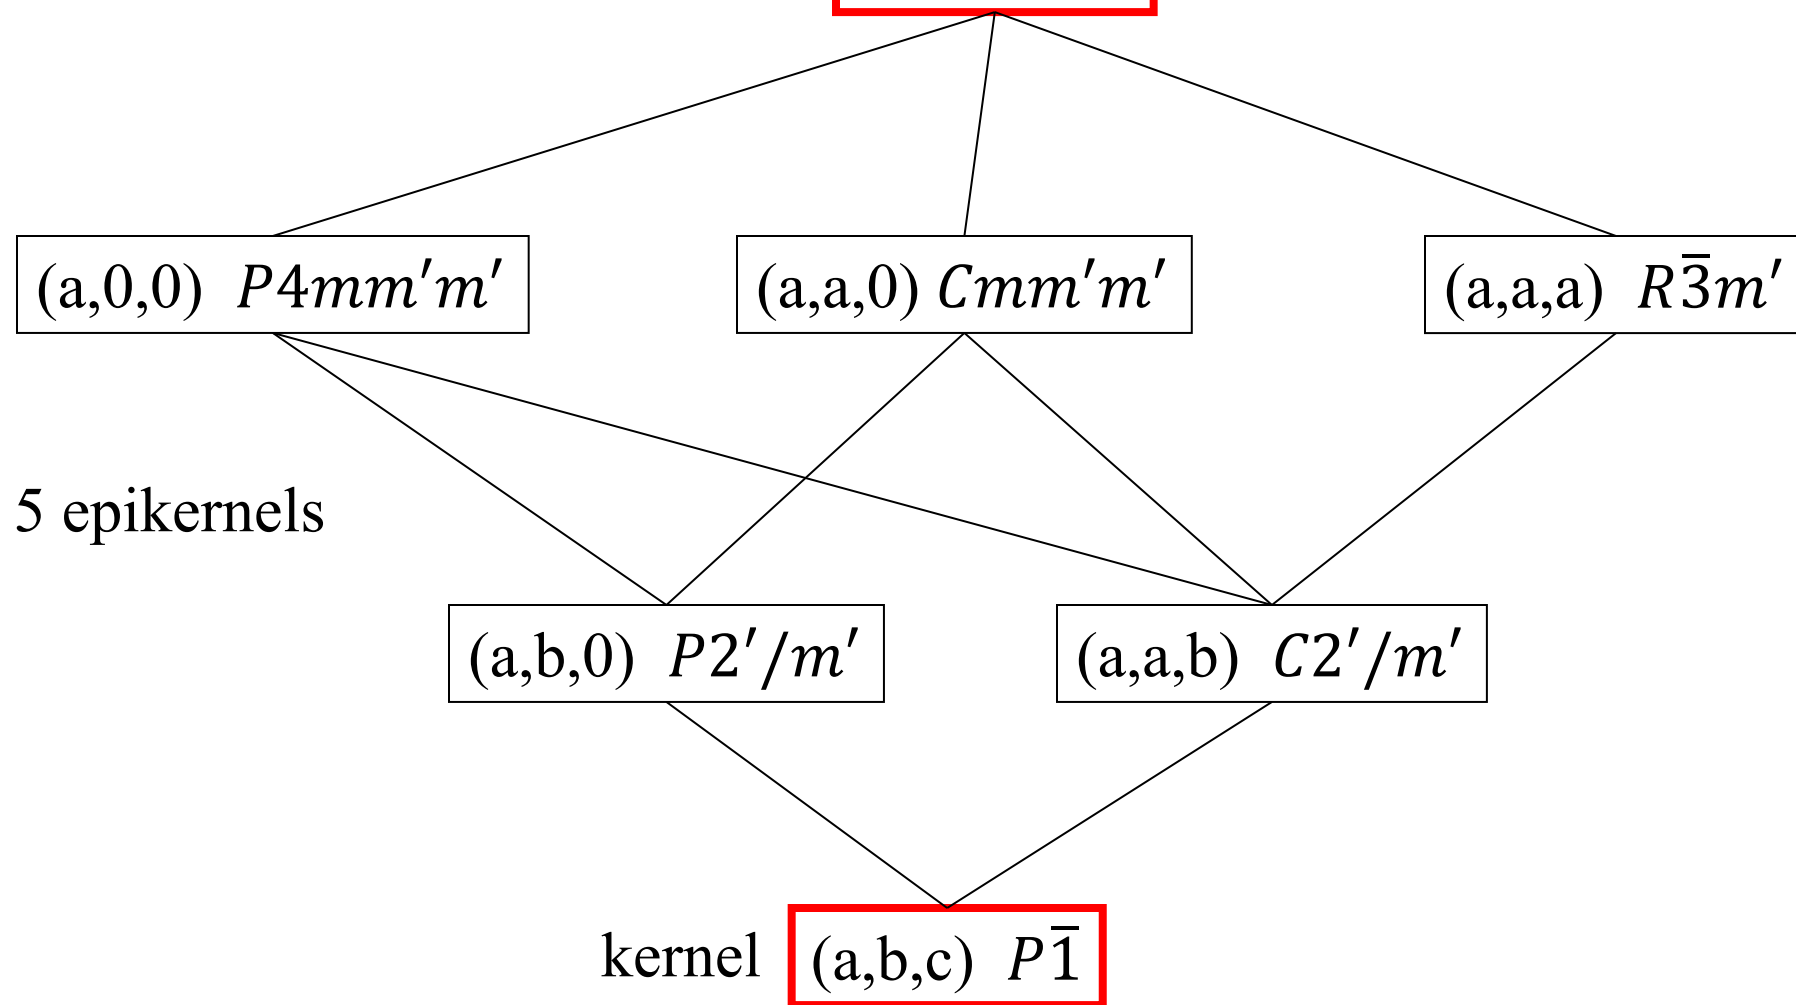 (a,0,0) P4mm′m′
(a,a,0) Cmm′m′
(a,a,a) R3̅m′
5 epikernels
(a,b,0) P2′/m′
(a,a,b) C2′/m′
kernel
(a,b,c) P1̅